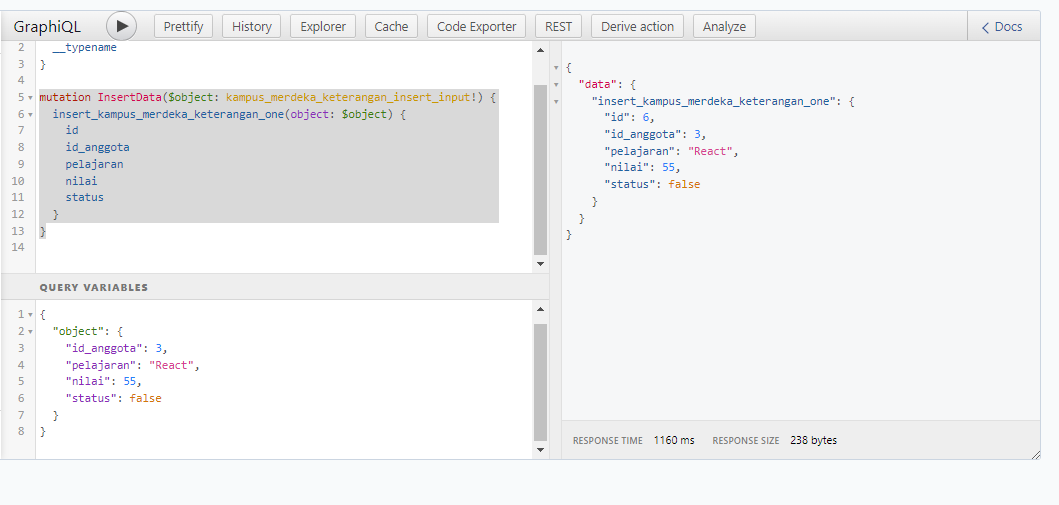 GraphiQL Prettify History Explorer Cache Code Exporter REST Derive action Analyze Docs
2 __typename
3 }
4
5 mutation InsertData($object: kampus_merdeka_keterangan_insert_input!) {
6 insert_kampus_merdeka_keterangan_one(object: $object) {
7 id
8 id_anggota
9 pelajaran
10 nilai
11 status
12 }
13 }
14
QUERY VARIABLES
1 {
2 "object": {
3 "id_anggota": 3,
4 "pelajaran": "React",
5 "nilai": 55,
6 "status": false
7 }
8 }
{
"data": {
"insert_kampus_merdeka_keterangan_one": {
"id": 6,
"id_anggota": 3,
"pelajaran": "React",
"nilai": 55,
"status": false
}
}
}
RESPONSE TIME 1160 ms RESPONSE SIZE 238 bytes